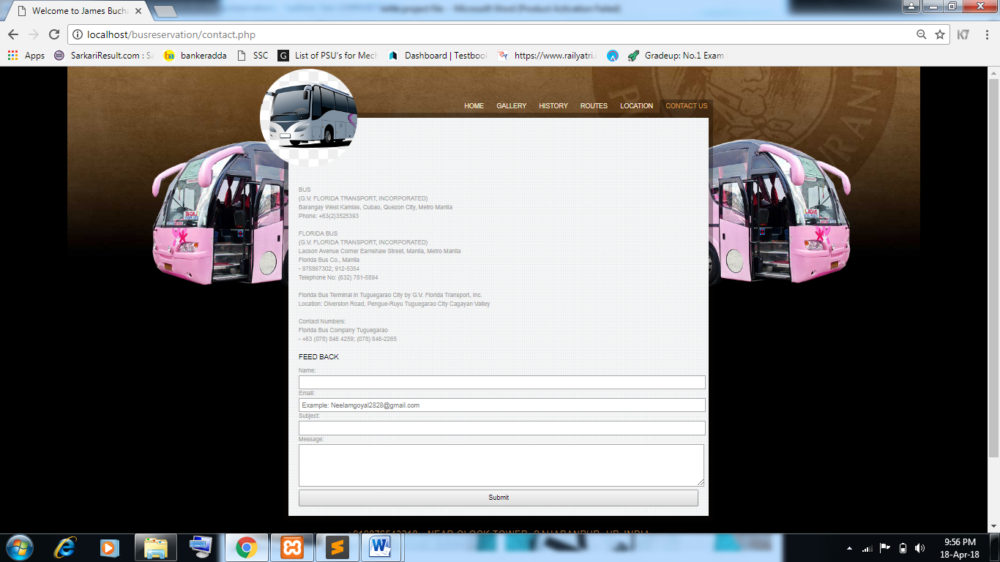 Welcome to James Bucha
localhost/busreservation/contact.php
Apps SarkariResult.com : Sa bankeradda SSC List of PSU's for Mech Dashboard | Testbook https://www.railyatri.i Gradeup: No.1 Exam
HOME GALLERY HISTORY ROUTES LOCATION CONTACT US
BUS
(G.V. FLORIDA TRANSPORT, INCORPORATED)
Barangay West Kamias, Cubao, Quezon City, Metro Manila
Phone: +63(2)3525393
FLORIDA BUS
(G.V. FLORIDA TRANSPORT, INCORPORATED)
Lacson Avenue Corner Earnshaw Street, Manila, Metro Manila
Florida Bus Co., Manila
- 975867302; 912-5354
Telephone No: (632) 781-5894
Florida Bus Terminal in Tuguegarao City by G.V. Florida Transport, Inc.
Location: Diversion Road, Pengue-Ruyu Tuguegarao City Cagayan Valley
Contact Numbers:
Florida Bus Company Tuguegarao
- +63 (078) 846 4259; (078) 846-2265
FEED BACK
Name:
Email:
Example: Neelamgoyal2828@gmail.com
Subject:
Message:
Submit
NEAR CLOCK TOWER, SAHARANPUR, UP, INDIA
9:56 PM
18-Apr-18